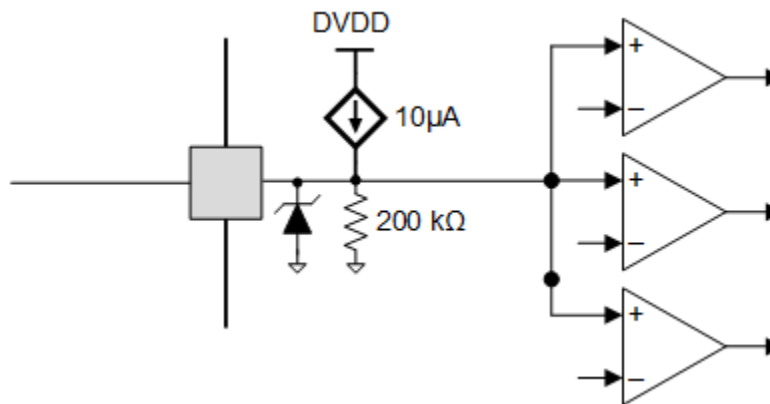 DVDD
10µA
200 kΩ
+
–
+
–
+
–